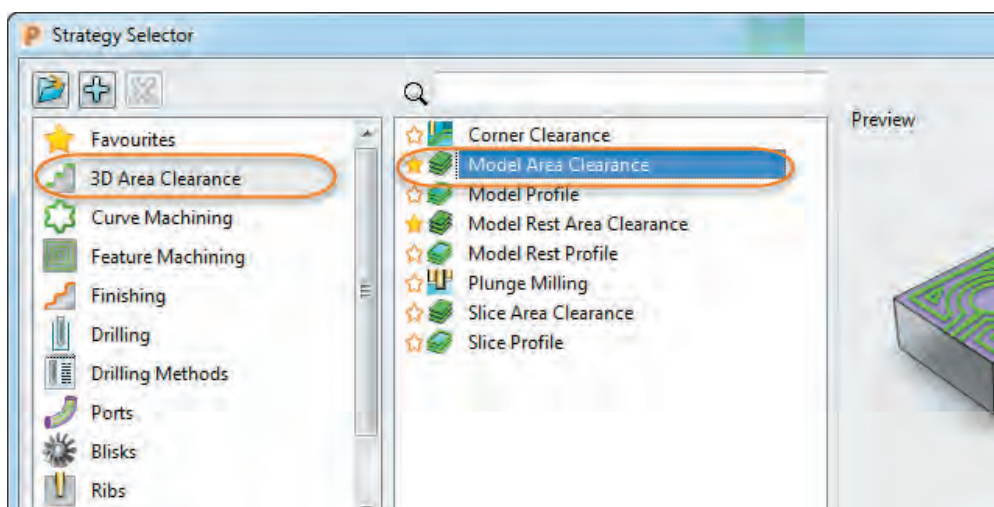 Strategy Selector
Favourites
3D Area Clearance
Curve Machining
Feature Machining
Finishing
Drilling
Drilling Methods
Ports
Blisks
Ribs
Corner Clearance
Model Area Clearance
Model Profile
Model Rest Area Clearance
Model Rest Profile
Plunge Milling
Slice Area Clearance
Slice Profile
Preview